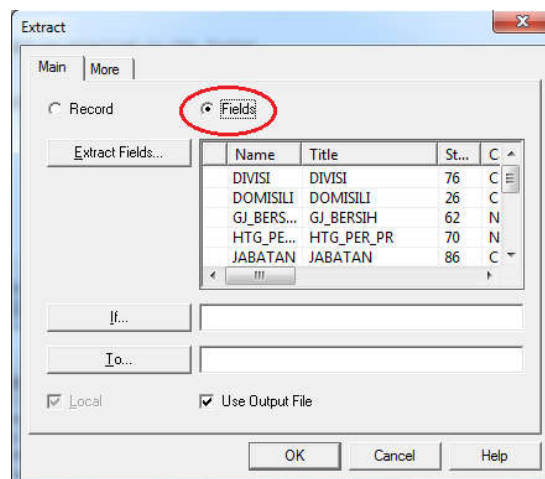 Extract
Main More
Record Fields
Extract Fields...
Name Title St... C
DIVISI DIVISI 76 C
DOMISILI DOMISILI 26 C
GJ_BERS... GJ_BERSIH 62 N
HTG_PE... HTG_PER_PR 70 N
JABATAN JABATAN 86 C
If...
To...
Local Use Output File
OK Cancel Help